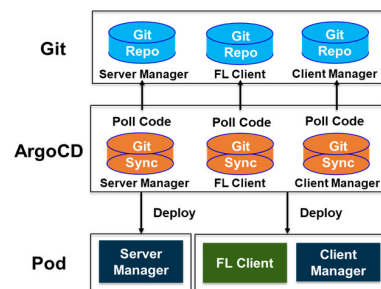 Git
Git
Repo
Git
Repo
Git
Repo
Server Manager
FL Client
Client Manager
Poll Code
Poll Code
Poll Code
ArgoCD
Git
Sync
Git
Sync
Git
Sync
Server Manager
FL Client
Client Manager
Deploy
Deploy
Pod
Server
Manager
FL Client
Client
Manager